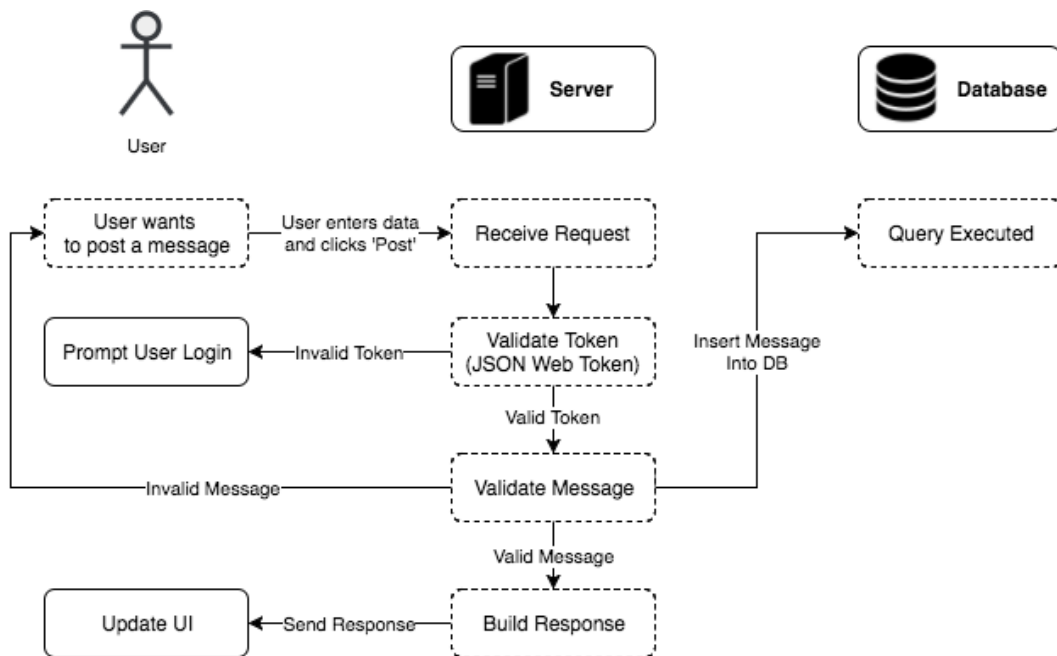 Server
Database
User
User wants
to post a message
User enters data
and clicks 'Post'
Receive Request
Query Executed
Prompt User Login
Invalid Token
Validate Token
(JSON Web Token)
Insert Message
Into DB
Valid Token
Invalid Message
Validate Message
Valid Message
Update UI
Send Response
Build Response